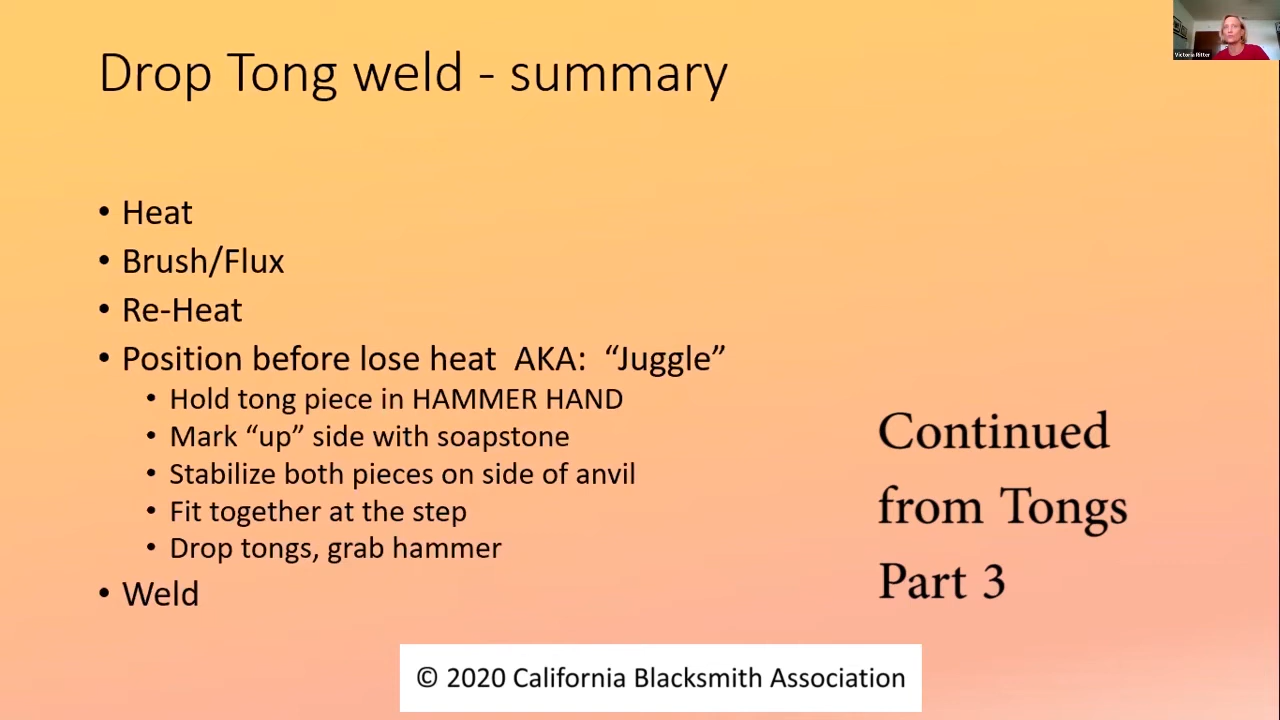 Drop Tong weld - summary
Victoria Ritter
• Heat
• Brush/Flux
• Re-Heat
• Position before lose heat AKA: “Juggle”
• Hold tong piece in HAMMER HAND
• Mark “up” side with soapstone
• Stabilize both pieces on side of anvil
• Fit together at the step
• Drop tongs, grab hammer
• Weld
Continued
from Tongs
Part 3
© 2020 California Blacksmith Association